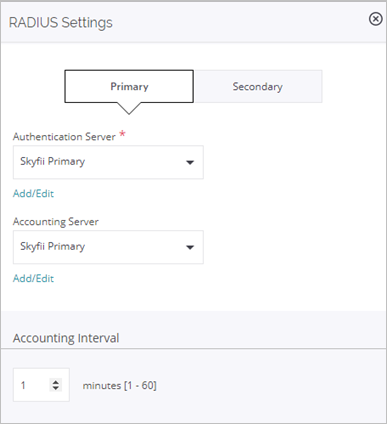 RADIUS Settings
Primary
Secondary
Authentication Server *
Skyfii Primary
Add/Edit
Accounting Server
Skyfii Primary
Add/Edit
Accounting Interval
1 minutes [1 - 60]